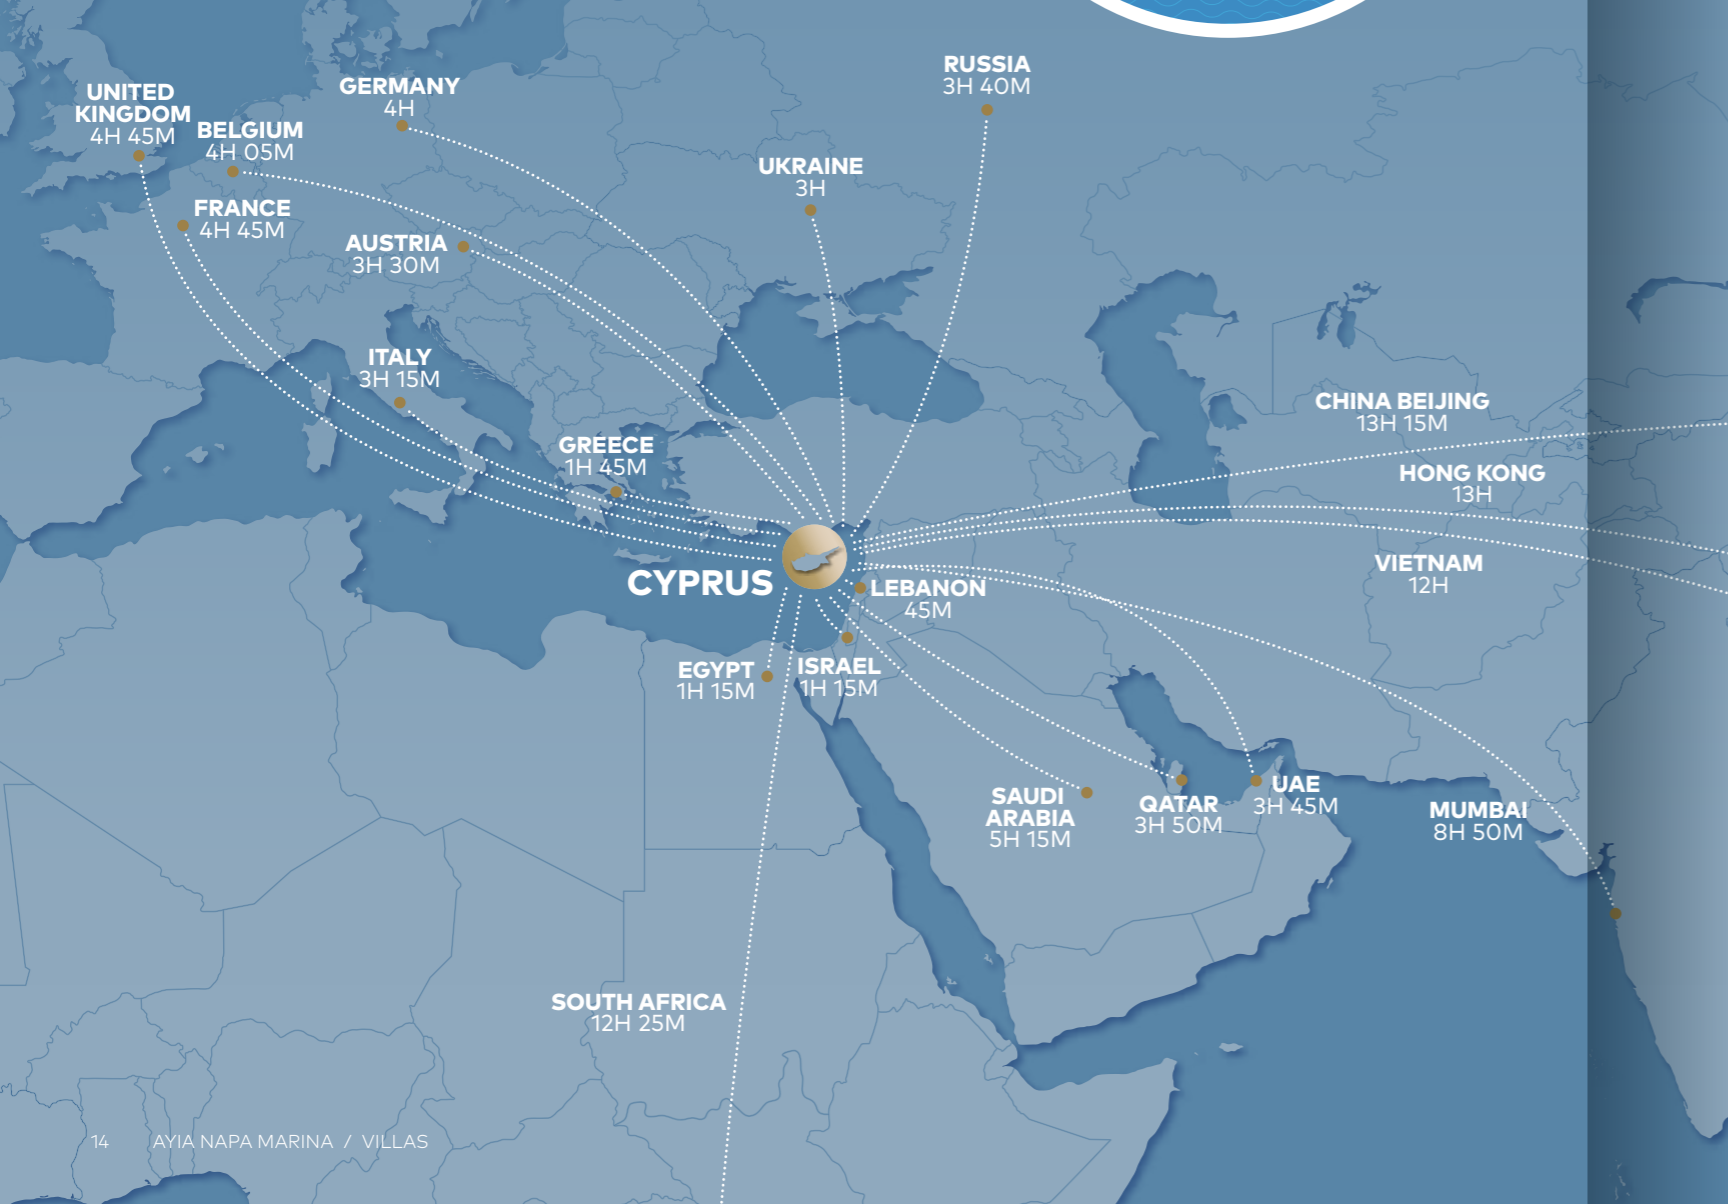 RUSSIA
3H 40M
UNITED
KINGDOM
4H 45M
GERMANY
4H
BELGIUM
4H 05M
UKRAINE
3H
FRANCE
4H 45M
AUSTRIA
3H 30M
ITALY
3H 15M
CHINA BEIJING
13H 15M
GREECE
1H 45M
HONG KONG
13H
VIETNAM
12H
CYPRUS
LEBANON
45M
EGYPT
1H 15M
ISRAEL
1H 15M
SAUDI
ARABIA
5H 15M
QATAR
3H 50M
UAE
3H 45M
MUMBAI
8H 50M
SOUTH AFRICA
12H 25M
14 AYIA NAPA MARINA / VILLAS